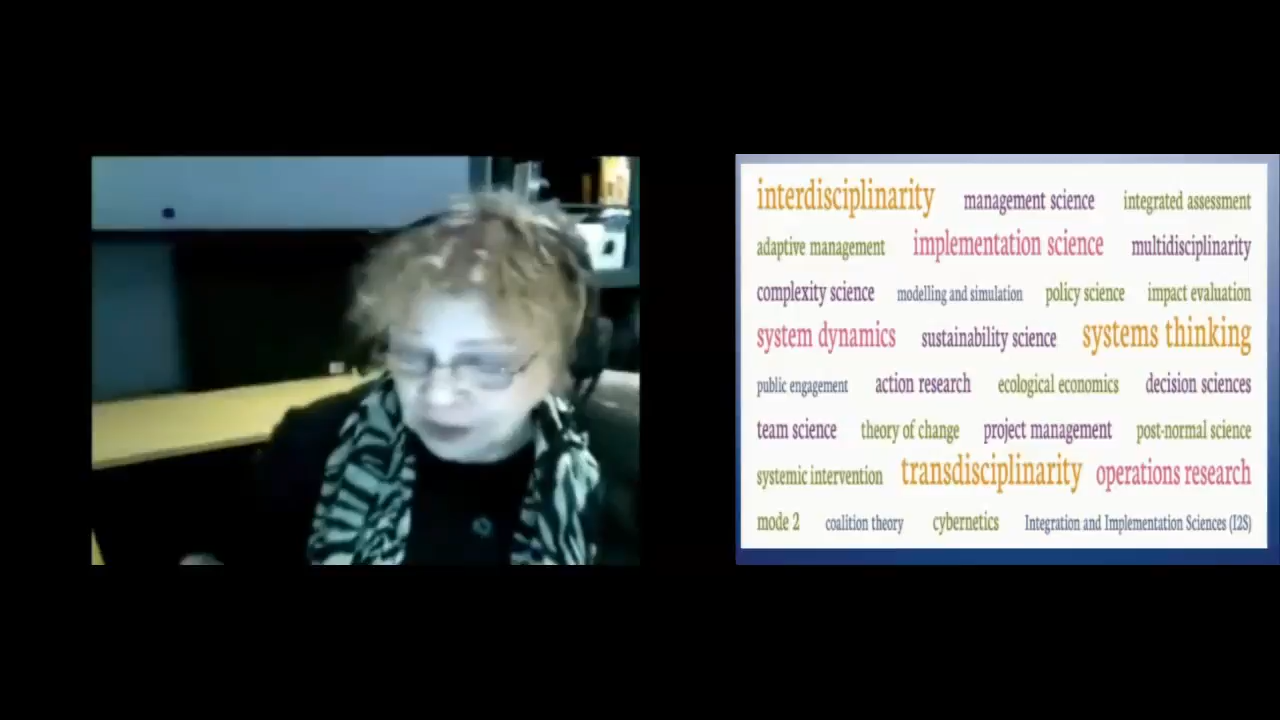 interdisciplinarity management science integrated assessment
adaptive management implementation science multidisciplinarity
complexity science modelling and simulation policy science impact evaluation
system dynamics sustainability science systems thinking
public engagement action research ecological economics decision sciences
team science theory of change project management post-normal science
systemic intervention transdisciplinarity operations research
mode 2 coalition theory cybernetics Integration and Implementation Sciences (I2S)